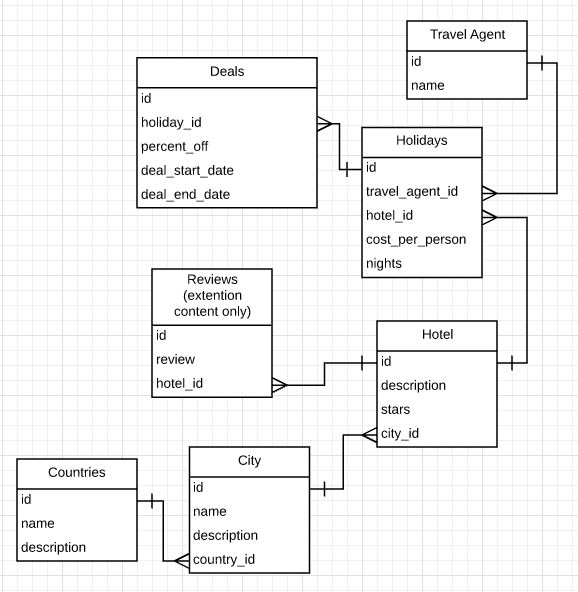 Travel Agent
id
name
Deals
id
holiday_id
percent_off
deal_start_date
deal_end_date
Holidays
id
travel_agent_id
hotel_id
cost_per_person
nights
Reviews
(extention
content only)
id
review
hotel_id
Hotel
id
description
stars
city_id
City
id
name
description
country_id
Countries
id
name
description